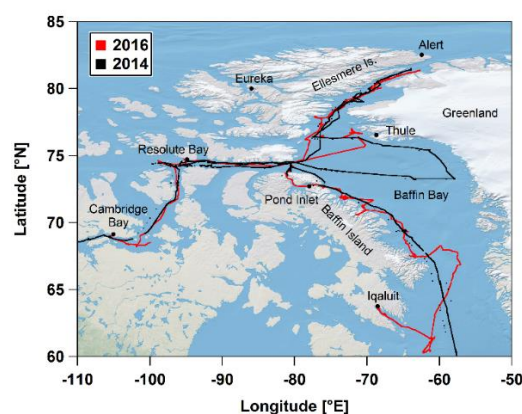 2016
2014
Alert
Ellesmere Is.
Eureka
Greenland
Thule
Resolute Bay
Baffin Bay
Pond Inlet
Cambridge
Bay
Baffin Island
Iqaluit
85
80
75
70
65
60
Latitude [°N]
-110
-100
-90
-80
-70
-60
-50
Longitude [°E]